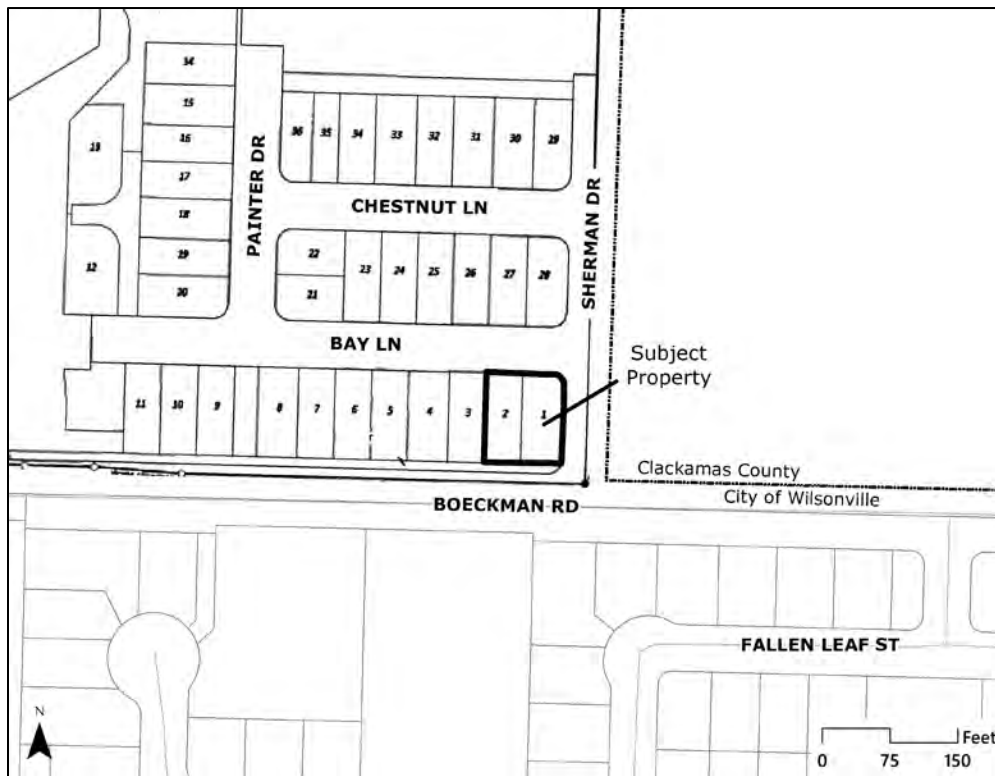 34
15
16
17
18
19
20
13
12
PAINTER DR
36 35 34 33 32 31 30 29
CHESTNUT LN
22
21
23 24 25 26 27 28
SHERMAN DR
BAY LN
Subject
Property
11 10 9 8 7 6 5 4 3 2 1
Clackamas County
City of Wilsonville
BOECKMAN RD
FALLEN LEAF ST
N
Feet
0 75 150